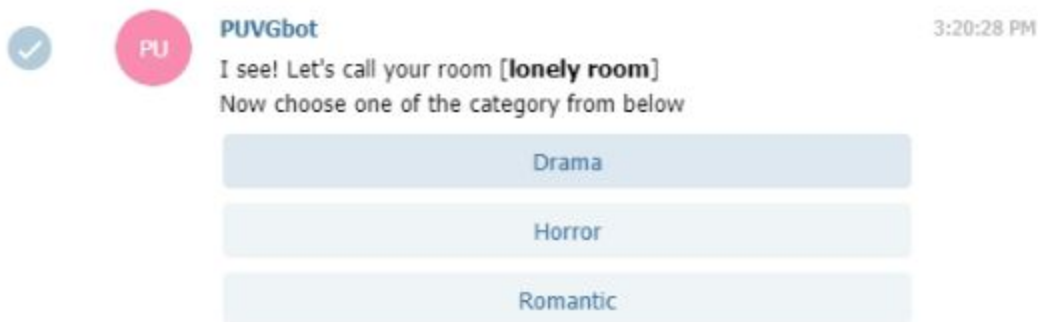 PUVGbot
3:20:28 PM
PU
I see! Let's call your room [lonely room]
Now choose one of the category from below
Drama
Horror
Romantic